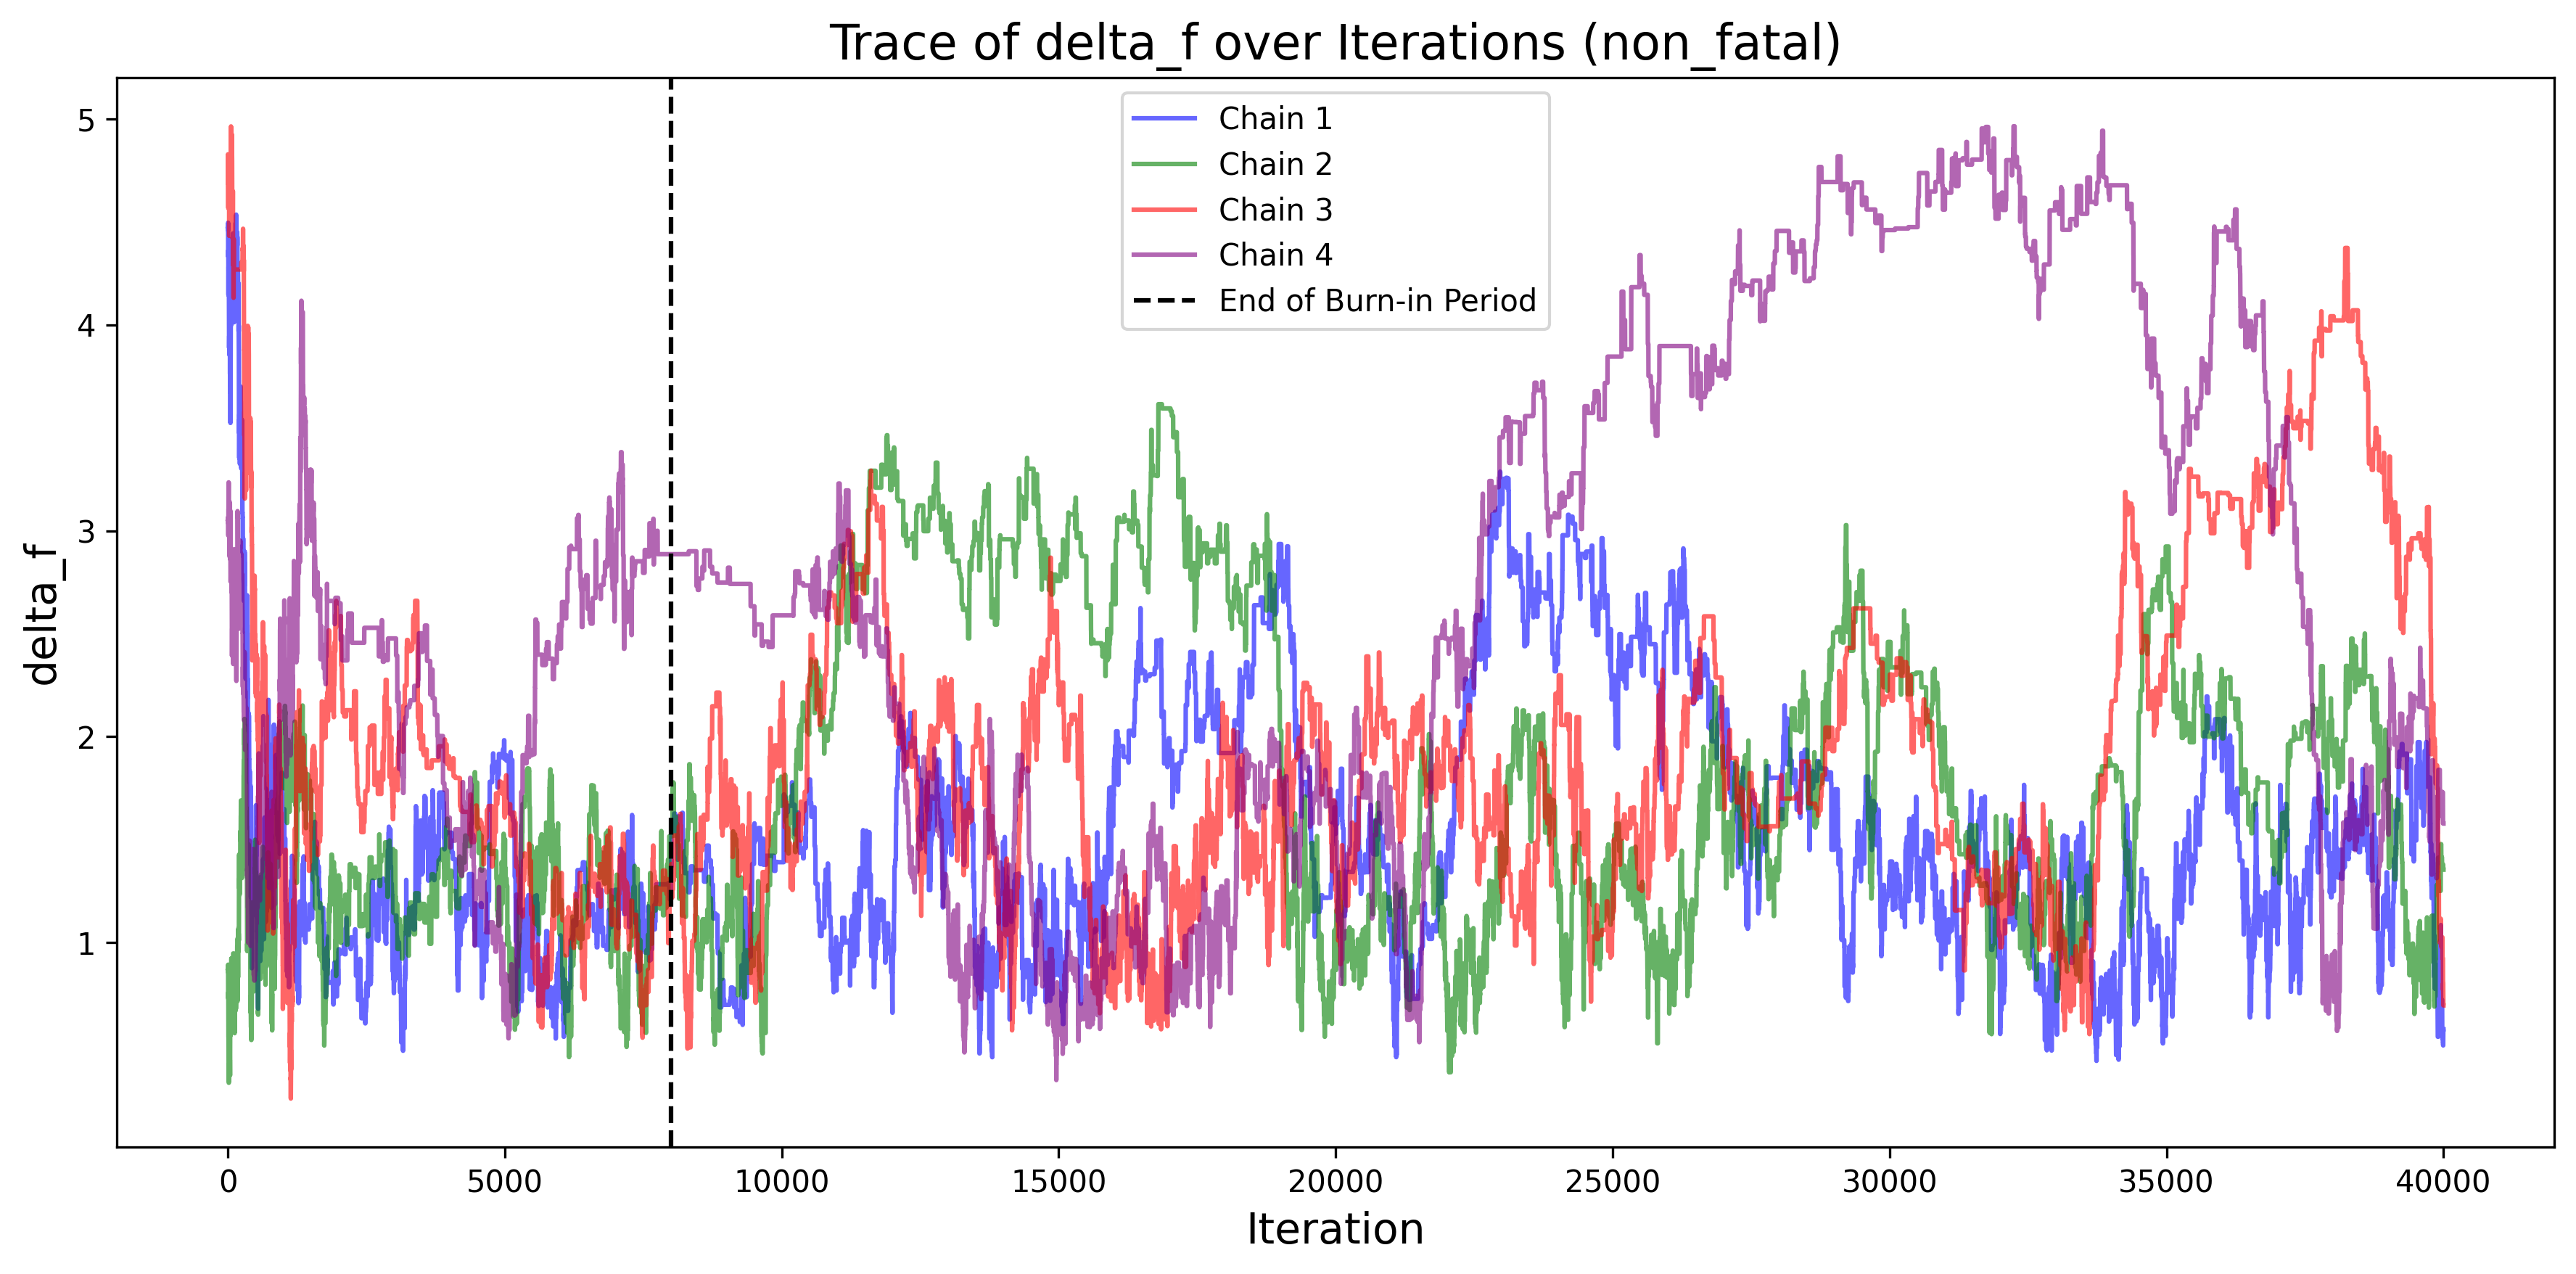 Trace of delta_f over Iterations (non_fatal)
Chain 1
Chain 2
Chain 3
Chain 4
End of Burn-in Period
5
4
3
2
1
delta_f
0
5000
10000
15000
20000
25000
30000
35000
40000
Iteration